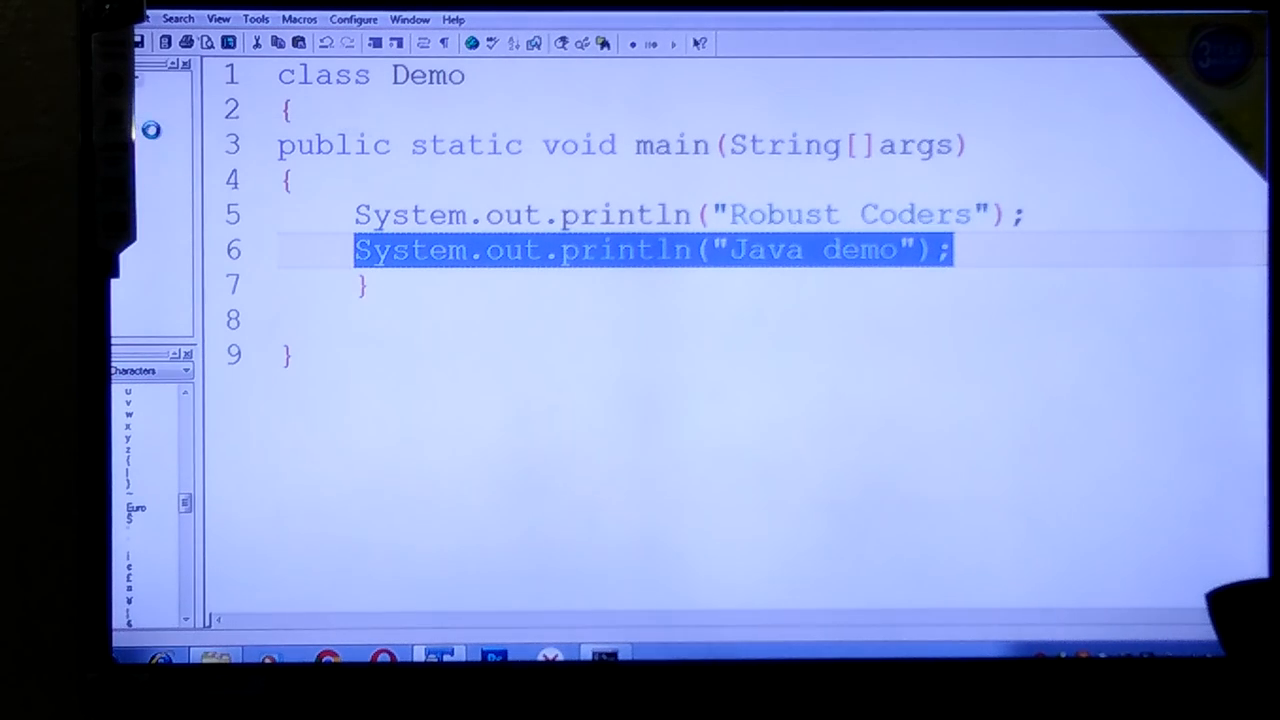 Search View Tools Macros Configure Window Help
1 class Demo
2 {
3 public static void main(String[]args)
4 {
5 System.out.println("Robust Coders");
6 System.out.println("Java demo");
7 }
8
9 }
Characters
u
v
w
x
y
z
{
|
}
~
Euro